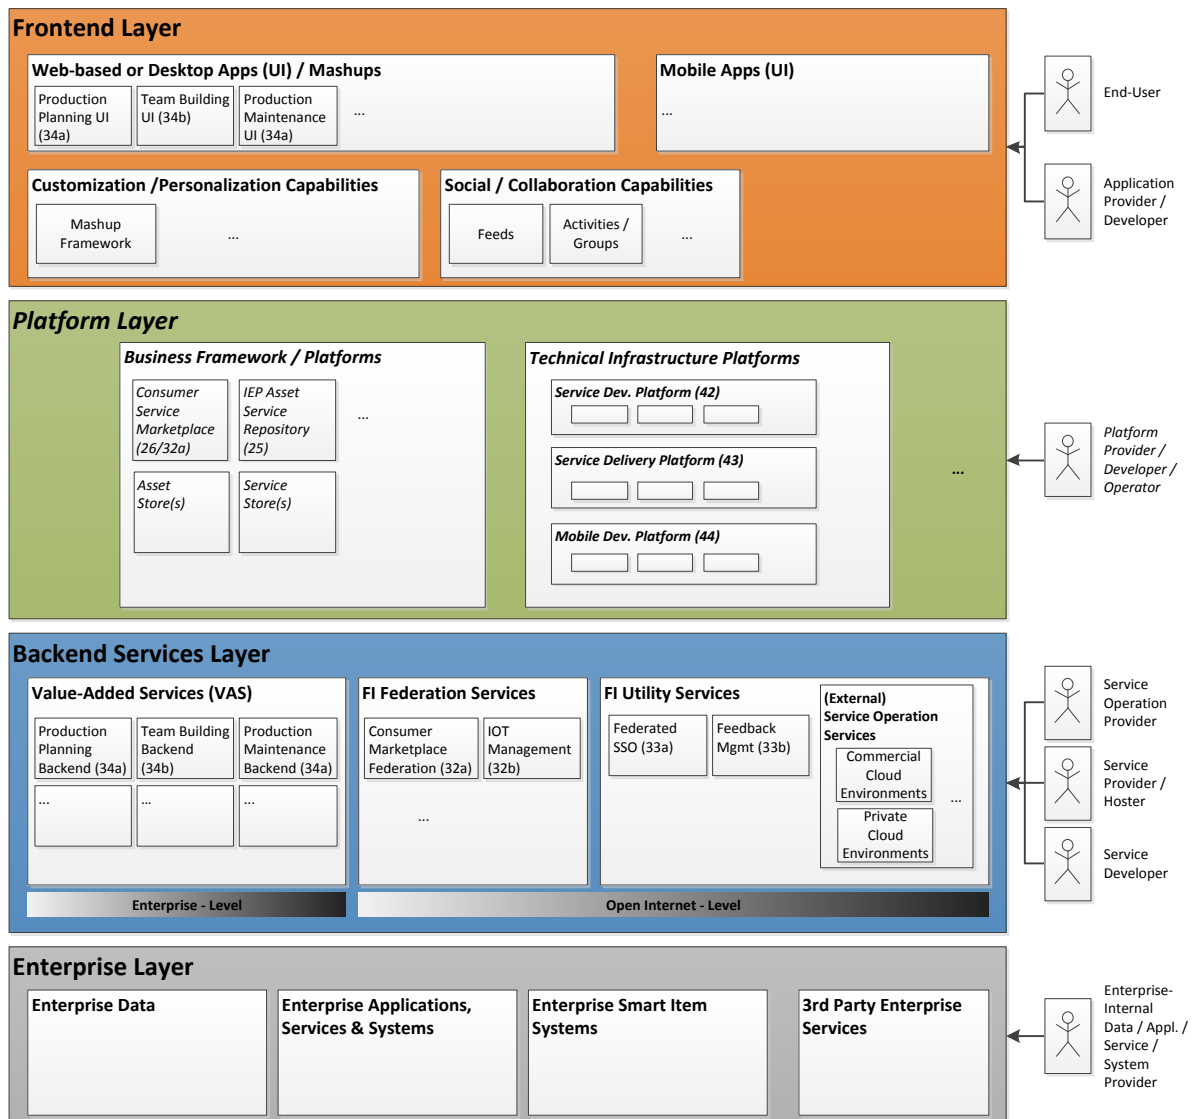 Frontend Layer
Web-based or Desktop Apps (UI) / Mashups
Production
Planning UI
(34a)
Team Building
UI (34b)
Production
Maintenance
UI (34a)
...
Mobile Apps (UI)
...
Customization /Personalization Capabilities
Mashup
Framework
...
Social / Collaboration Capabilities
Feeds
Activities /
Groups
...
End-User
Application
Provider /
Developer
Platform Layer
Business Framework / Platforms
Consumer
Service
Marketplace
(26/32a)
IEP Asset
Service
Repository
(25)
...
Asset
Store(s)
Service
Store(s)
Technical Infrastructure Platforms
Service Dev. Platform (42)
Service Delivery Platform (43)
Mobile Dev. Platform (44)
...
Platform
Provider /
Developer /
Operator
Backend Services Layer
Value-Added Services (VAS)
Production
Planning
Backend (34a)
Team Building
Backend
(34b)
Production
Maintenance
Backend (34a)
...
...
...
FI Federation Services
Consumer
Marketplace
Federation (32a)
IOT
Management
(32b)
...
FI Utility Services
Federated
SSO (33a)
Feedback
Mgmt (33b)
(External)
Service Operation
Services
Commercial
Cloud
Environments
Private
Cloud
Environments
...
Enterprise - Level
Open Internet - Level
Service
Operation
Provider
Service
Provider /
Hoster
Service
Developer
Enterprise Layer
Enterprise Data
Enterprise Applications,
Services & Systems
Enterprise Smart Item
Systems
3rd Party Enterprise
Services
Enterprise-
Internal
Data / Appl. /
Service /
System
Provider